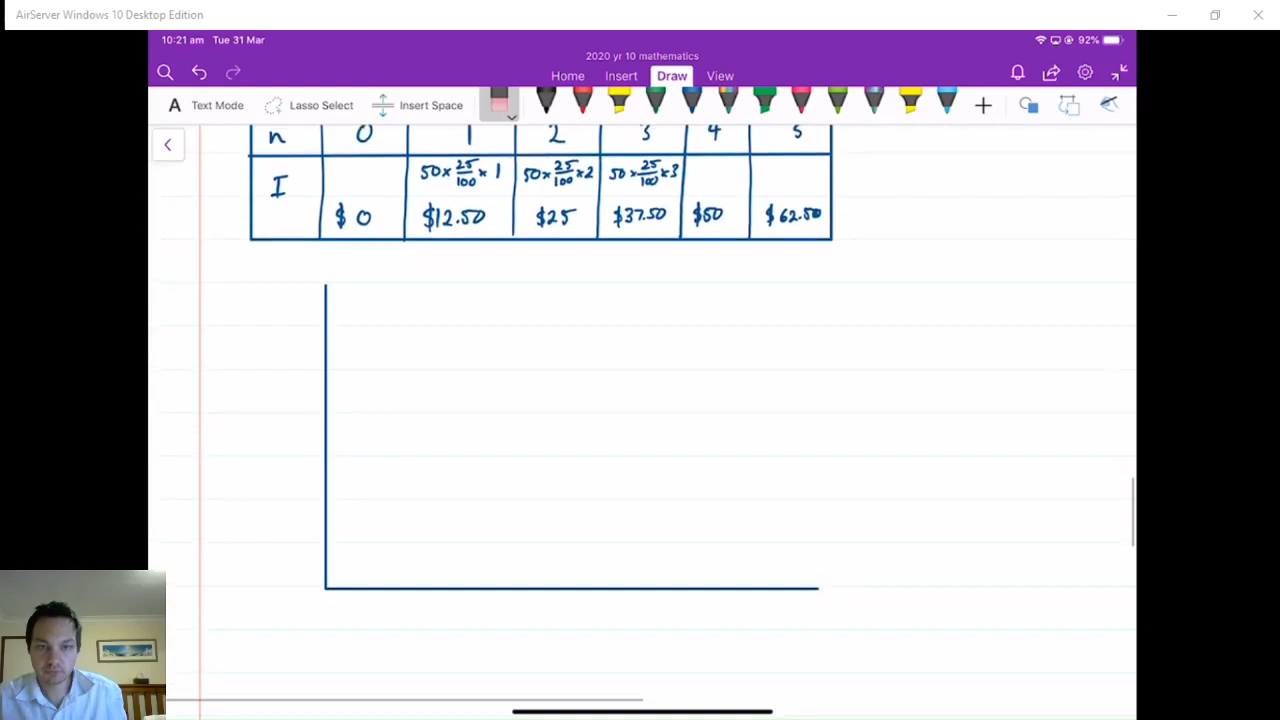 AirServer Windows 10 Desktop Edition
10:21 am Tue 31 Mar
92%
2020 yr 10 mathematics
Home Insert Draw View
A Text Mode Lasso Select Insert Space
n 0 1 2 3 4 5
50 × 25/100 × 1 50 × 25/100 × 2 50 × 25/100 × 3
I
$ 0 $12.50 $25 $37.50 $50 $62.50